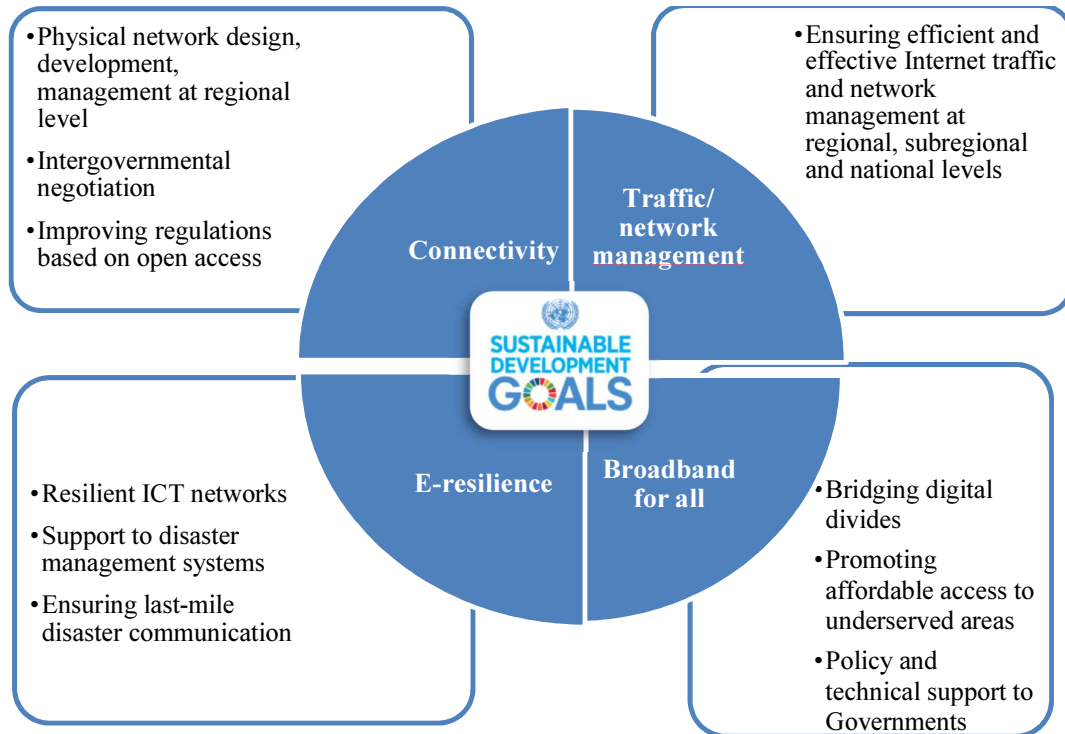 •Physical network design,
development,
management at regional
level
•Intergovernmental
negotiation
•Improving regulations
based on open access
•Ensuring efficient and
effective Internet traffic
and network
management at
regional, subregional
and national levels
Connectivity
Traffic/
network
management
SUSTAINABLE
DEVELOPMENT
GOALS
E-resilience
Broadband
for all
•Resilient ICT networks
•Support to disaster
management systems
•Ensuring last-mile
disaster communication
•Bridging digital
divides
•Promoting
affordable access to
underserved areas
•Policy and
technical support to
Governments